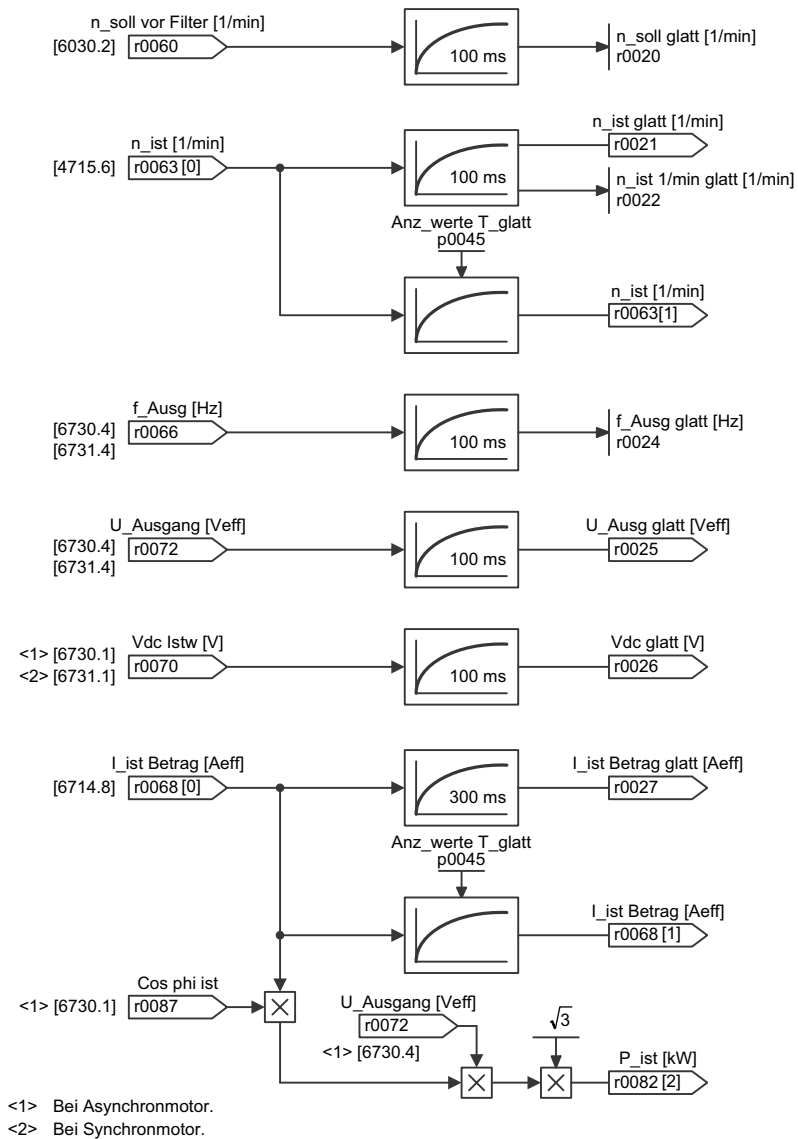 n_soll vor Filter [1/min]
[6030.2] r0060
100 ms
n_soll glatt [1/min]
r0020
n_ist [1/min]
[4715.6] r0063 [0]
100 ms
n_ist glatt [1/min]
r0021
n_ist 1/min glatt [1/min]
r0022
Anz_werte T_glatt
p0045
n_ist [1/min]
r0063[1]
f_Ausg [Hz]
[6730.4] r0066
[6731.4]
100 ms
f_Ausg glatt [Hz]
r0024
U_Ausgang [Veff]
[6730.4] r0072
[6731.4]
100 ms
U_Ausg glatt [Veff]
r0025
Vdc Istw [V]
<1> [6730.1] r0070
<2> [6731.1]
100 ms
Vdc glatt [V]
r0026
I_ist Betrag [Aeff]
[6714.8] r0068 [0]
300 ms
I_ist Betrag glatt [Aeff]
r0027
Anz_werte T_glatt
p0045
I_ist Betrag [Aeff]
r0068 [1]
Cos phi ist
<1> [6730.1] r0087
U_Ausgang [Veff]
r0072
<1> [6730.4]
√3
P_ist [kW]
r0082 [2]
<1> Bei Asynchronmotor.
<2> Bei Synchronmotor.